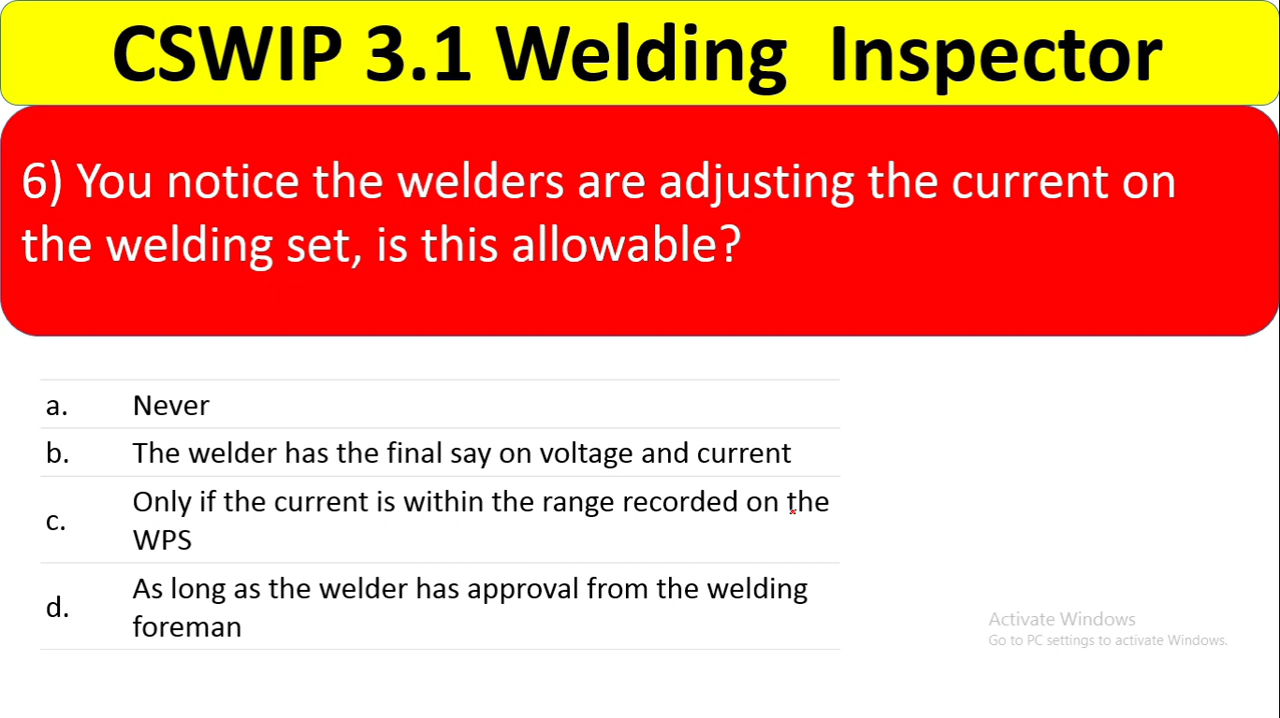 CSWIP 3.1 Welding Inspector
6) You notice the welders are adjusting the current on
the welding set, is this allowable?
a. Never
b. The welder has the final say on voltage and current
c. Only if the current is within the range recorded on the
WPS
d. As long as the welder has approval from the welding
foreman
Activate Windows
Go to PC settings to activate Windows.